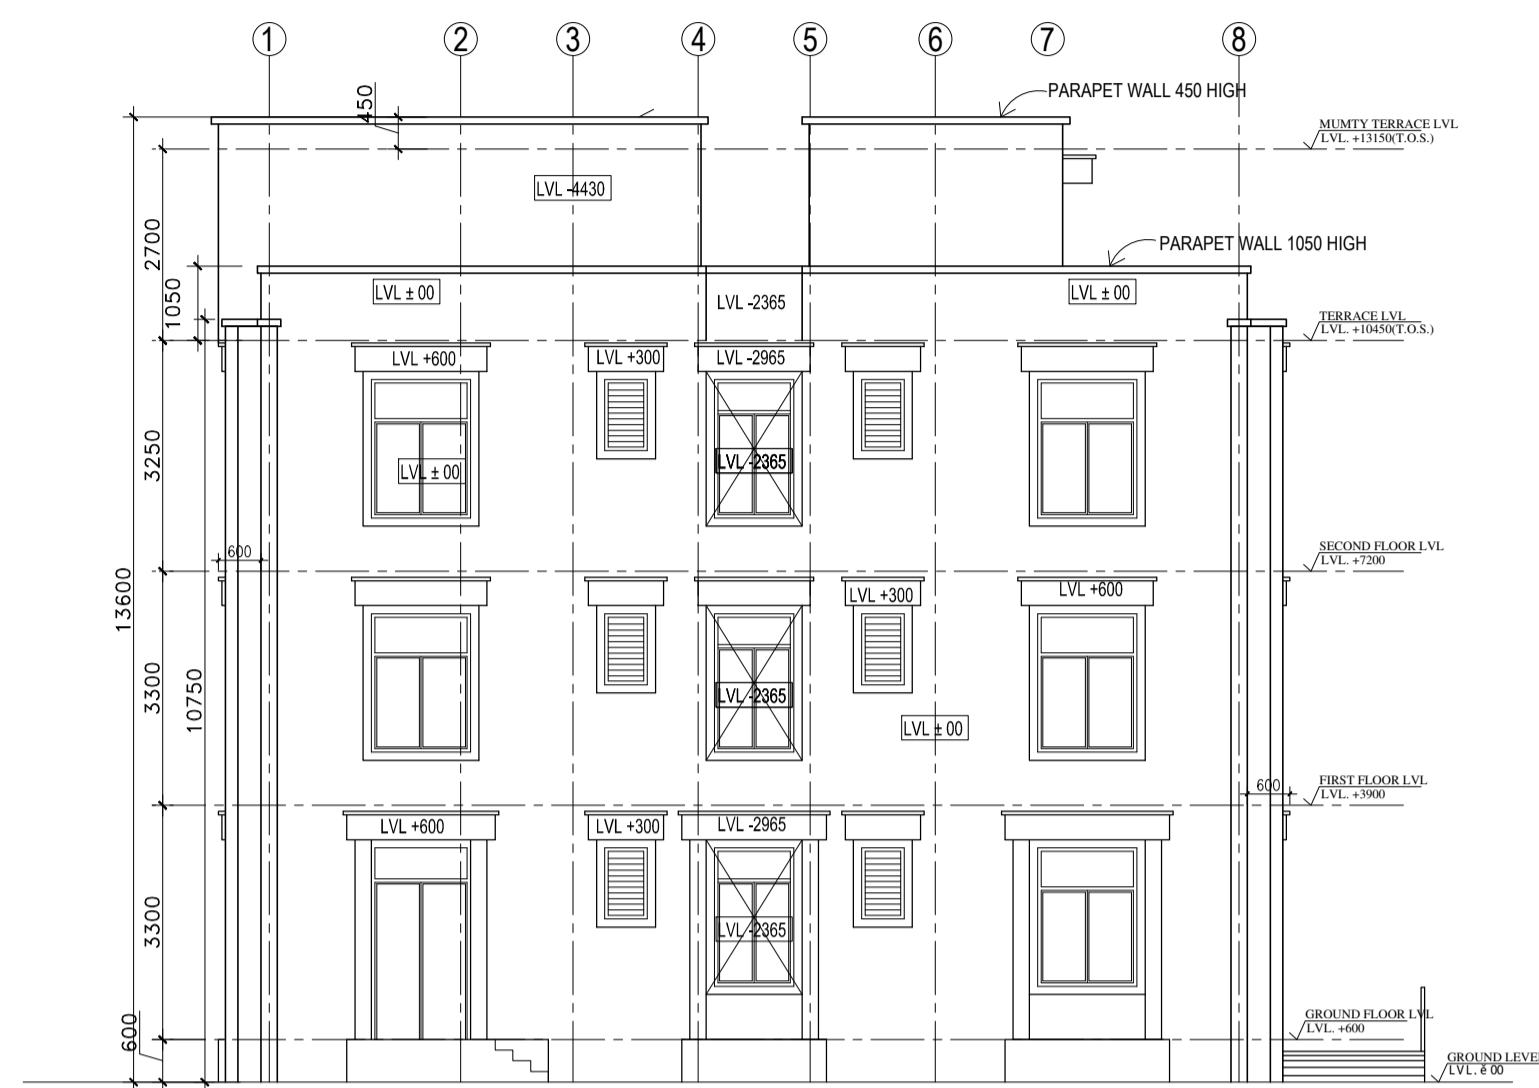 1 2 3 4 5 6 7 8
450
PARAPET WALL 450 HIGH
MUMTY TERRACE LVL
LVL. +13150(T.O.S.)
LVL -4430
2700
PARAPET WALL 1050 HIGH
1050
LVL ± 00
LVL -2365
LVL ± 00
TERRACE LVL
LVL. +10450(T.O.S.)
LVL +600
LVL +300
LVL -2965
3250
LVL ± 00
LVL -2365
600
SECOND FLOOR LVL
LVL. +7200
13600
LVL +300
LVL +600
3300
10750
LVL -2365
LVL ± 00
600
FIRST FLOOR LVL
LVL. +3900
LVL +600
LVL +300
LVL -2965
3300
LVL -2365
GROUND FLOOR LVL
LVL. +600
600
GROUND LEVE
LVL. è 00